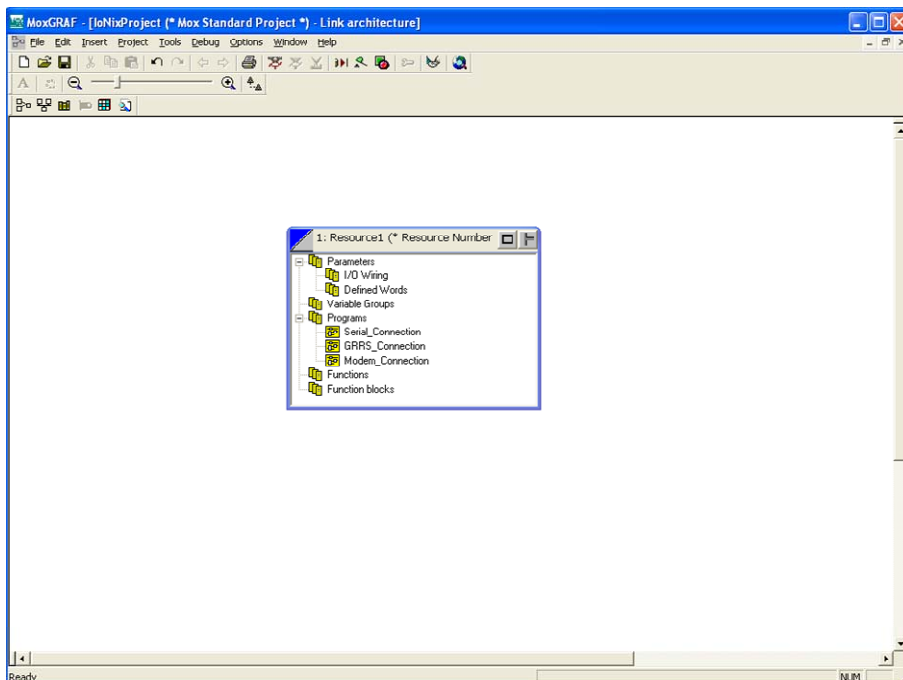 MoxGRAF - [IoNixProject (* Mox Standard Project *) - Link architecture]
File Edit Insert Project Tools Debug Options Window Help
1: Resource1 (* Resource Number
Parameters
I/O Wiring
Defined Words
Variable Groups
Programs
Serial_Connection
GRRS_Connection
Modem_Connection
Functions
Function blocks
Ready NUM